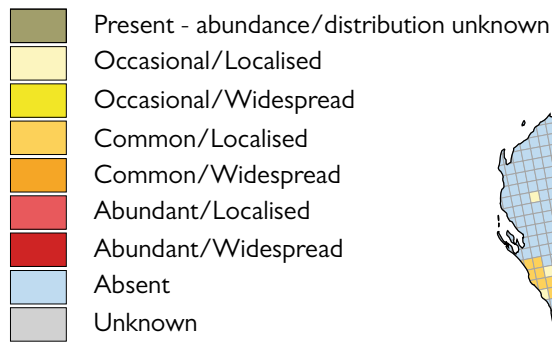 Present - abundance/distribution unknown
Occasional/Localised
Occasional/Widespread
Common/Localised
Common/Widespread
Abundant/Localised
Abundant/Widespread
Absent
Unknown